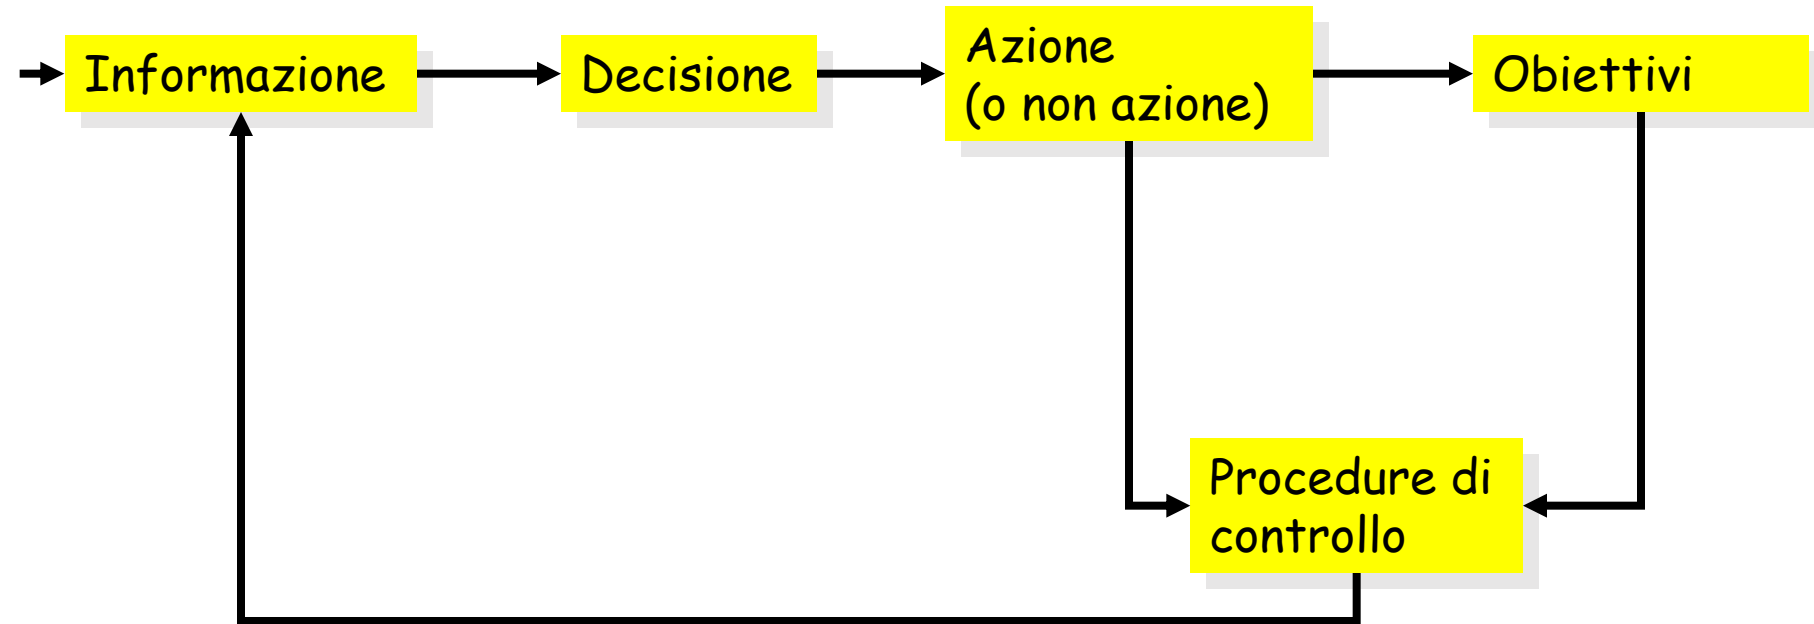 Informazione
Decisione
Azione
(o non azione)
Obiettivi
Procedure di
controllo